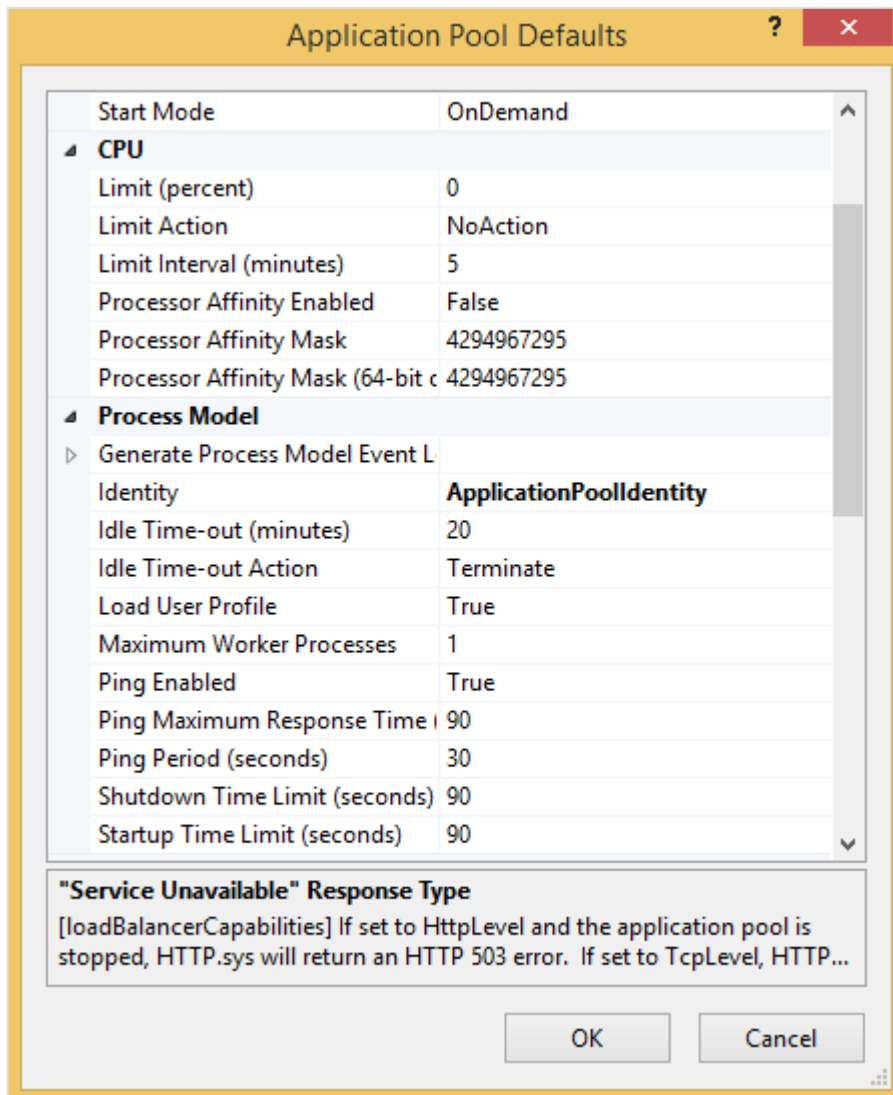 Application Pool Defaults
?
Start Mode OnDemand
CPU
Limit (percent) 0
Limit Action NoAction
Limit Interval (minutes) 5
Processor Affinity Enabled False
Processor Affinity Mask 4294967295
Processor Affinity Mask (64-bit c 4294967295
Process Model
Generate Process Model Event L
Identity ApplicationPoolIdentity
Idle Time-out (minutes) 20
Idle Time-out Action Terminate
Load User Profile True
Maximum Worker Processes 1
Ping Enabled True
Ping Maximum Response Time ( 90
Ping Period (seconds) 30
Shutdown Time Limit (seconds) 90
Startup Time Limit (seconds) 90
"Service Unavailable" Response Type
[loadBalancerCapabilities] If set to HttpLevel and the application pool is
stopped, HTTP.sys will return an HTTP 503 error.  If set to TcpLevel, HTTP...
OK Cancel